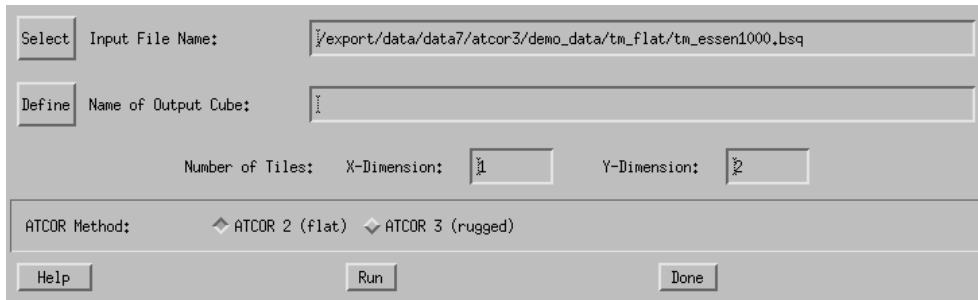 Select Input File Name: /export/data/data7/atcor3/demo_data/tm_flat/tm_essen1000.bsq
Define Name of Output Cube:
Number of Tiles: X-Dimension: 1 Y-Dimension: 2
ATCOR Method: ATCOR 2 (flat) ATCOR 3 (rugged)
Help Run Done